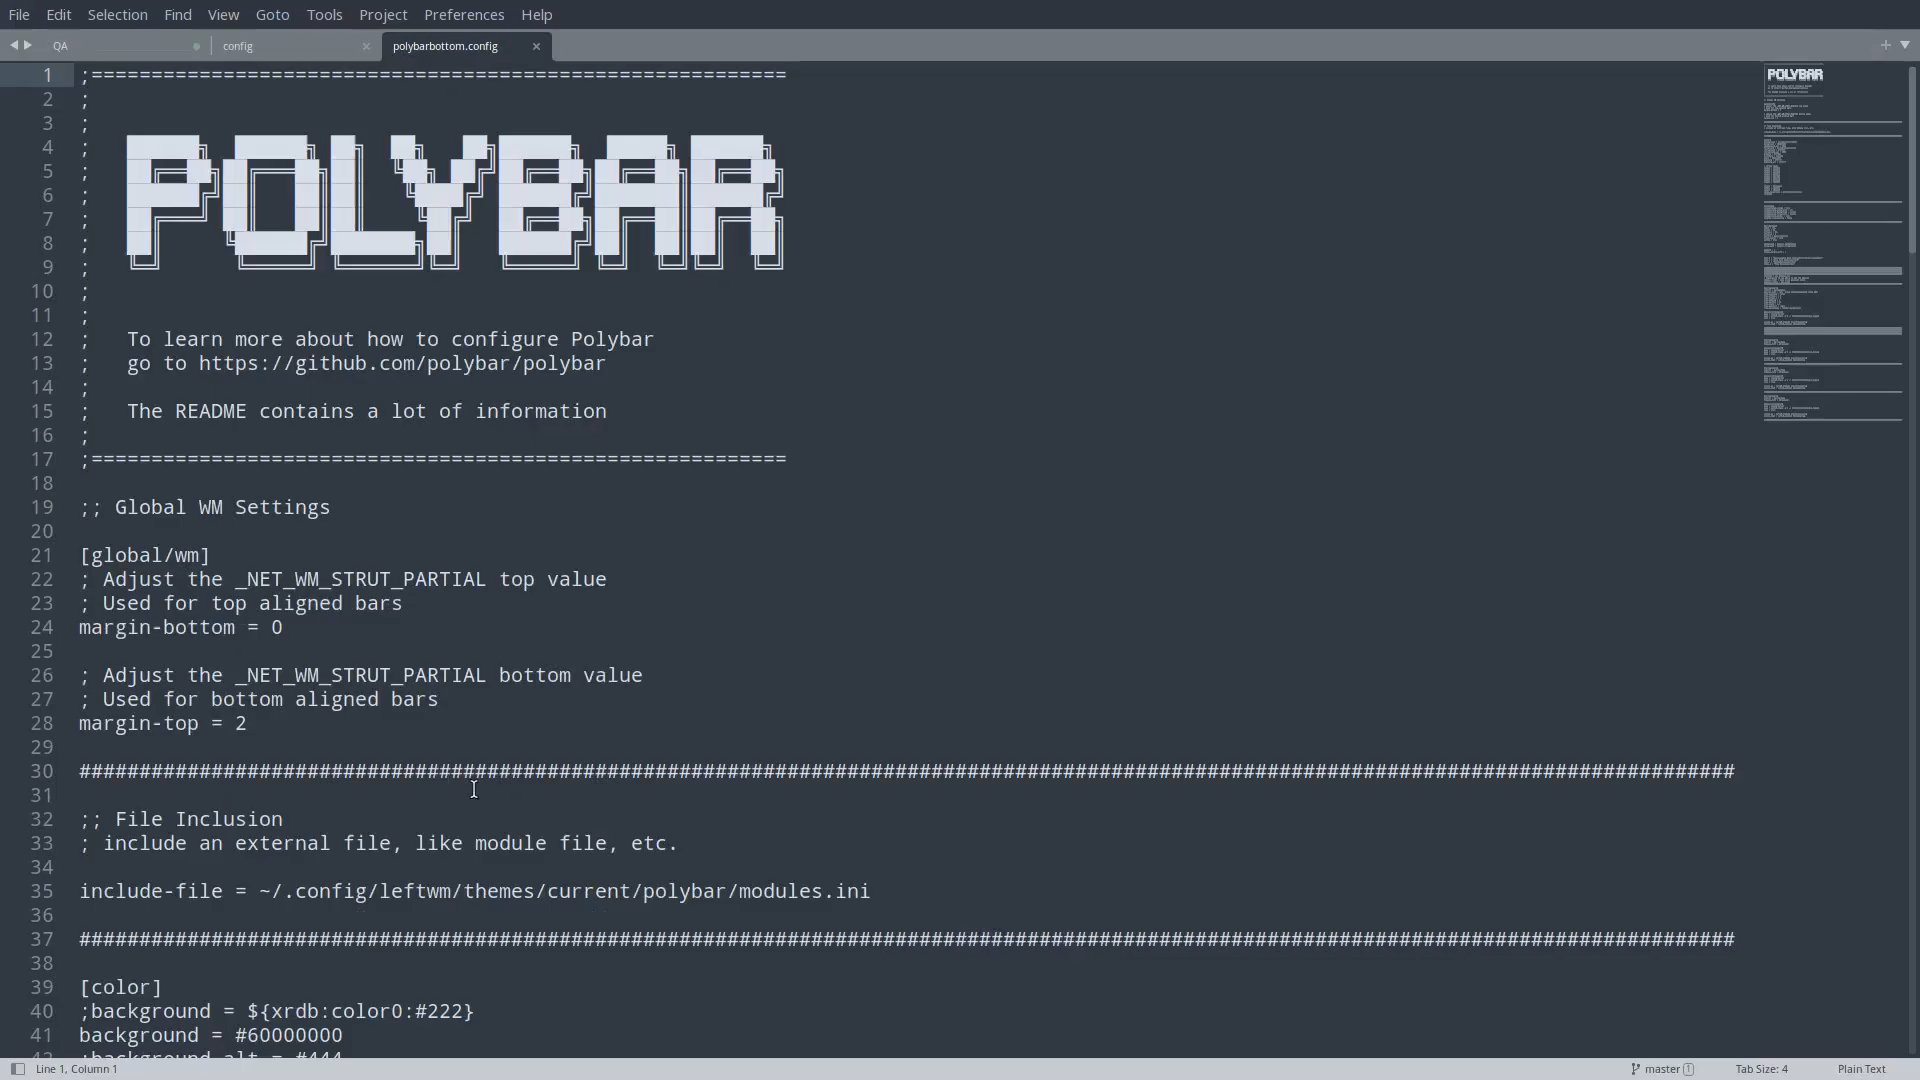 File Edit Selection Find View Goto Tools Project Preferences Help
QA config polybarbottom.config
1 ;==========================================================
2 ;
3 ;
4 ;   ██████╗  ██████╗ ██╗  ██╗   ██╗██████╗  █████╗ ██████╗
5 ;   ██╔══██╗██╔═══██╗██║  ╚██╗ ██╔╝██╔══██╗██╔══██╗██╔══██╗
6 ;   ██████╔╝██║   ██║██║   ╚████╔╝ ██████╔╝███████║██████╔╝
7 ;   ██╔═══╝ ██║   ██║██║    ╚██╔╝  ██╔══██╗██╔══██║██╔══██╗
8 ;   ██║     ╚██████╔╝███████╗██║   ██████╔╝██║  ██║██║  ██║
9 ;   ╚═╝      ╚═════╝ ╚══════╝╚═╝   ╚═════╝ ╚═╝  ╚═╝╚═╝  ╚═╝
10 ;
11 ;
12 ;   To learn more about how to configure Polybar
13 ;   go to https://github.com/polybar/polybar
14 ;
15 ;   The README contains a lot of information
16 ;
17 ;==========================================================
18
19 ;; Global WM Settings
20
21 [global/wm]
22 ; Adjust the _NET_WM_STRUT_PARTIAL top value
23 ; Used for top aligned bars
24 margin-bottom = 0
25
26 ; Adjust the _NET_WM_STRUT_PARTIAL bottom value
27 ; Used for bottom aligned bars
28 margin-top = 2
29
30 ##########################################################################################################################################
31
32 ;; File Inclusion
33 ; include an external file, like module file, etc.
34
35 include-file = ~/.config/leftwm/themes/current/polybar/modules.ini
36
37 ##########################################################################################################################################
38
39 [color]
40 ;background = ${xrdb:color0:#222}
41 background = #60000000
42 ;background-alt = #444
Line 1, Column 1 master 1 Tab Size: 4 Plain Text